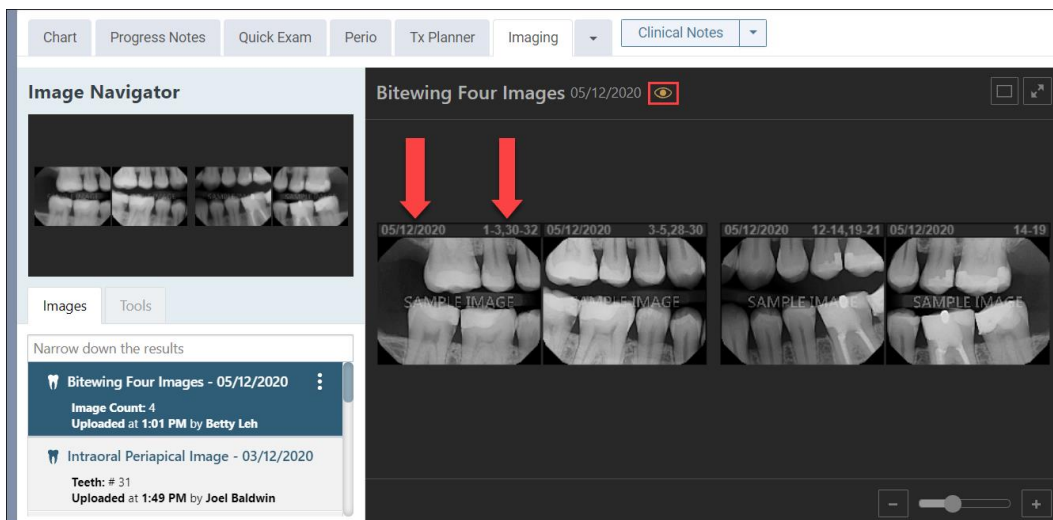 Chart Progress Notes Quick Exam Perio Tx Planner Imaging Clinical Notes
Image Navigator
Bitewing Four Images 05/12/2020
05/12/2020 1-3,30-32 05/12/2020 3-5,28-30 05/12/2020 12-14,19-21 05/12/2020 14-19
SAMPLE IMAGE SAMPLE IMAGE SAMPLE IMAGE
Images Tools
Narrow down the results
Bitewing Four Images - 05/12/2020
Image Count: 4
Uploaded at 1:01 PM by Betty Leh
Intraoral Periapical Image - 03/12/2020
Teeth: # 31
Uploaded at 1:49 PM by Joel Baldwin